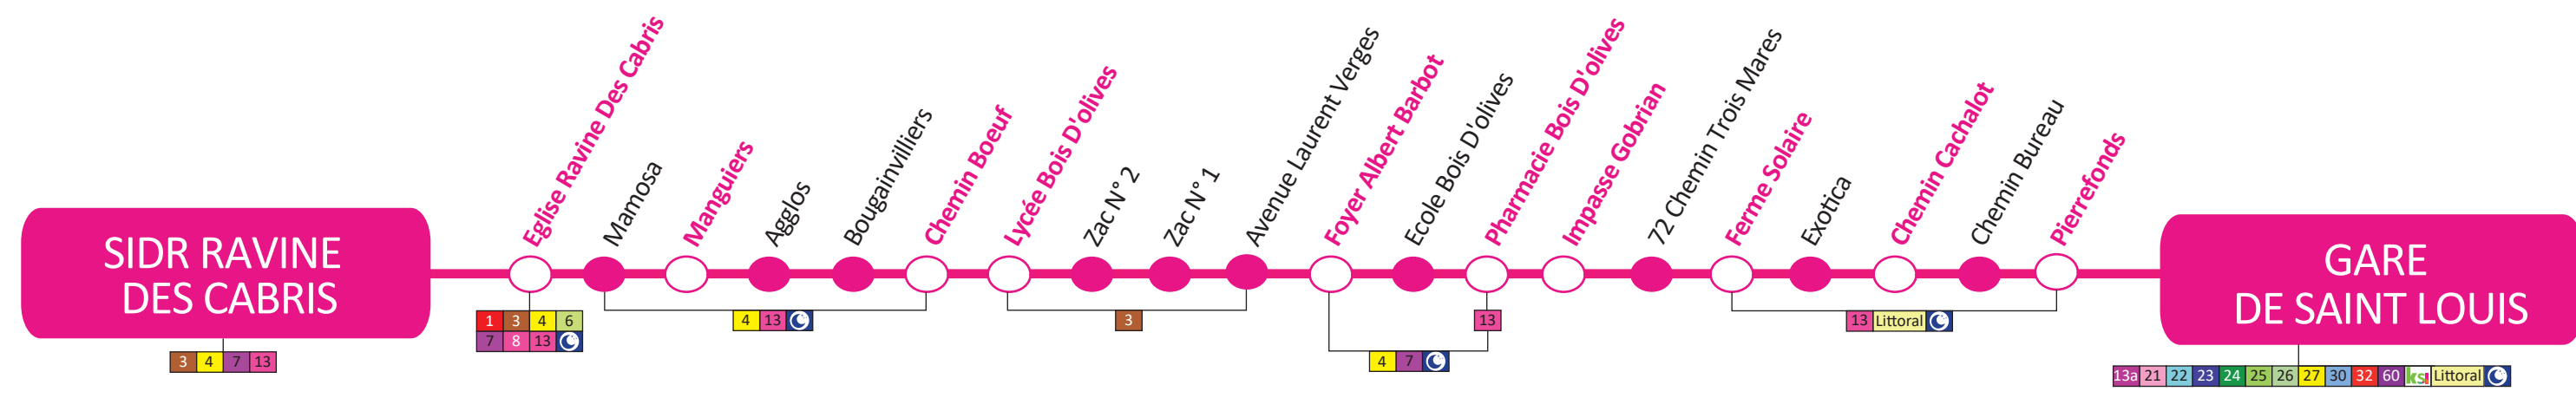 SIDR RAVINE
DES CABRIS
3 4 7 13
Eglise Ravine Des Cabris
1 3 4 6
7 8 13
Mamosa
Manguiers
Agglos
Bougainvilliers
Chemin Boeuf
4 13
Lycée Bois D'olives
Zac N° 2
Zac N° 1
Avenue Laurent Verges
3
Foyer Albert Barbot
Ecole Bois D'olives
Pharmacie Bois D'olives
13
4 7
Impasse Gobrian
72 Chemin Trois Mares
Ferme Solaire
Exotica
Chemin Cachalot
Chemin Bureau
Pierrefonds
13 Littoral
GARE
DE SAINT LOUIS
13a 21 22 23 24 25 26 27 30 32 60 ksi Littoral